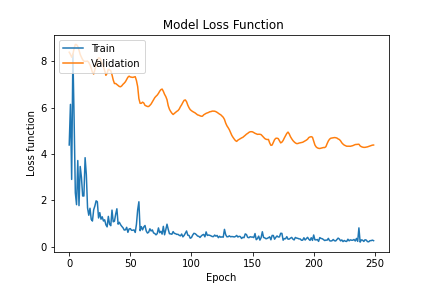 Model Loss Function
Train
Validation
Loss function
8
6
4
2
0
0 50 100 150 200 250
Epoch